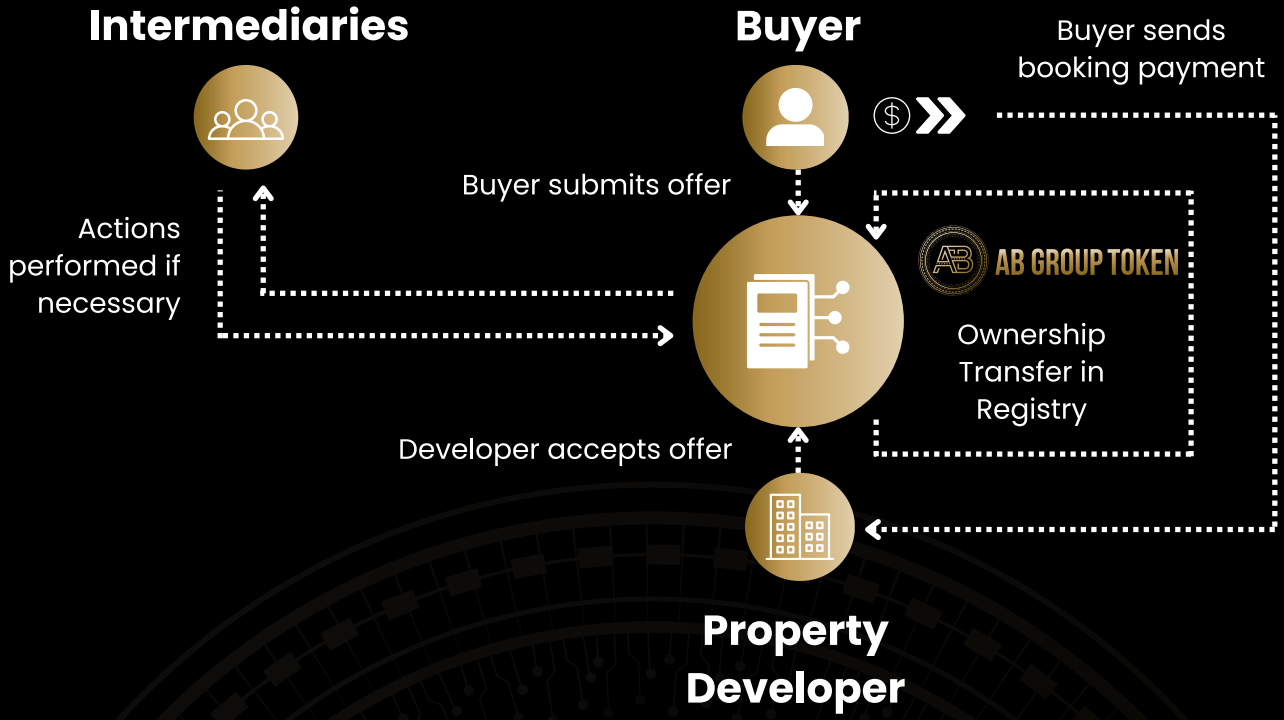 Intermediaries
Buyer
Buyer sends
booking payment
$
Buyer submits offer
Actions
performed if
necessary
AB
AB GROUP TOKEN
Ownership
Transfer in
Registry
Developer accepts offer
Property
Developer